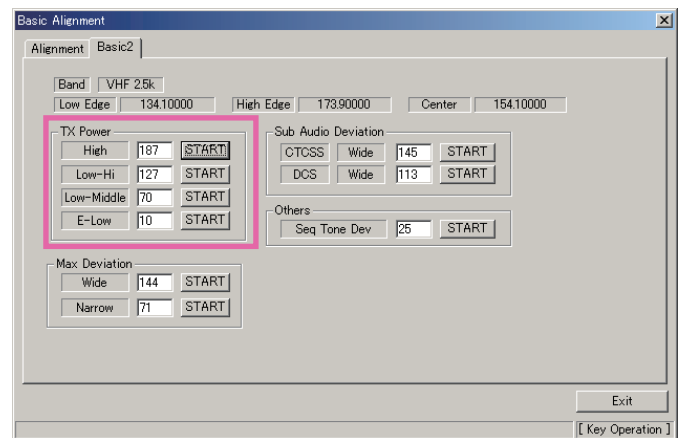 Basic Alignment
Alignment Basic2
Band VHF 2.5k
Low Edge 134.10000 High Edge 173.90000 Center 154.10000
TX Power
High 187 START
Low-Hi 127 START
Low-Middle 70 START
E-Low 10 START
Sub Audio Deviation
CTCSS Wide 145 START
DCS Wide 113 START
Others
Seq Tone Dev 25 START
Max Deviation
Wide 144 START
Narrow 71 START
Exit
[ Key Operation ]